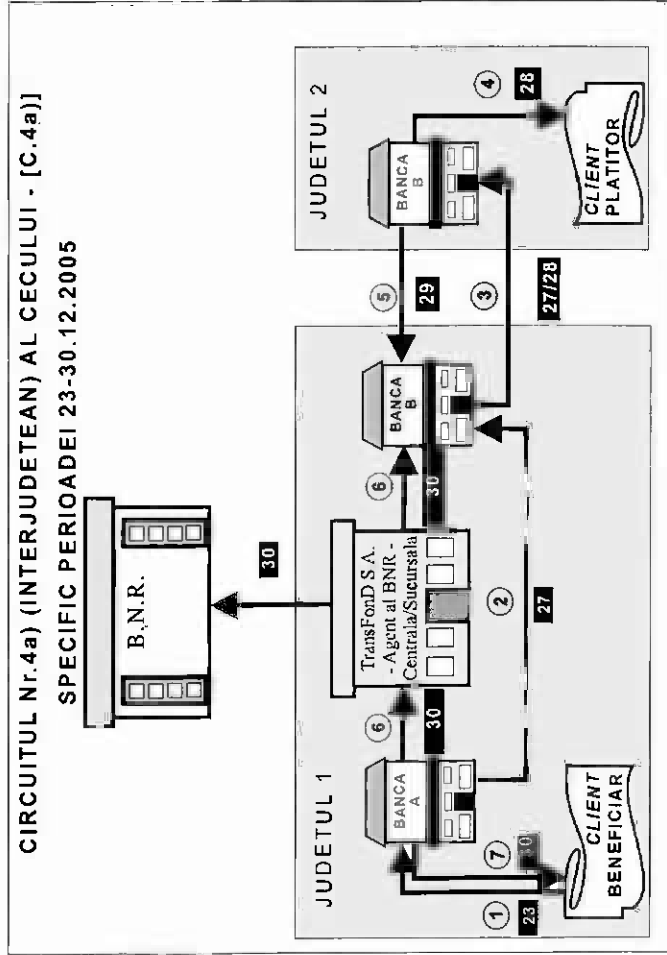 CIRCUITUL Nr.4a) (INTERJUDETEAN) AL CECULUI - [C.4a)]
SPECIFIC PERIOADEI 23-30.12.2005
B.N.R.
30
JUDETUL 1
JUDETUL 2
BANCA
A
6
30
TransFonD S.A.
- Agent al BNR -
Centrala/Sucursala
6
30
BANCA
B
5
29
BANCA
B
4
28
3
27/28
2
27
1
23
7
30
CLIENT
BENEFICIAR
CLIENT
PLATITOR